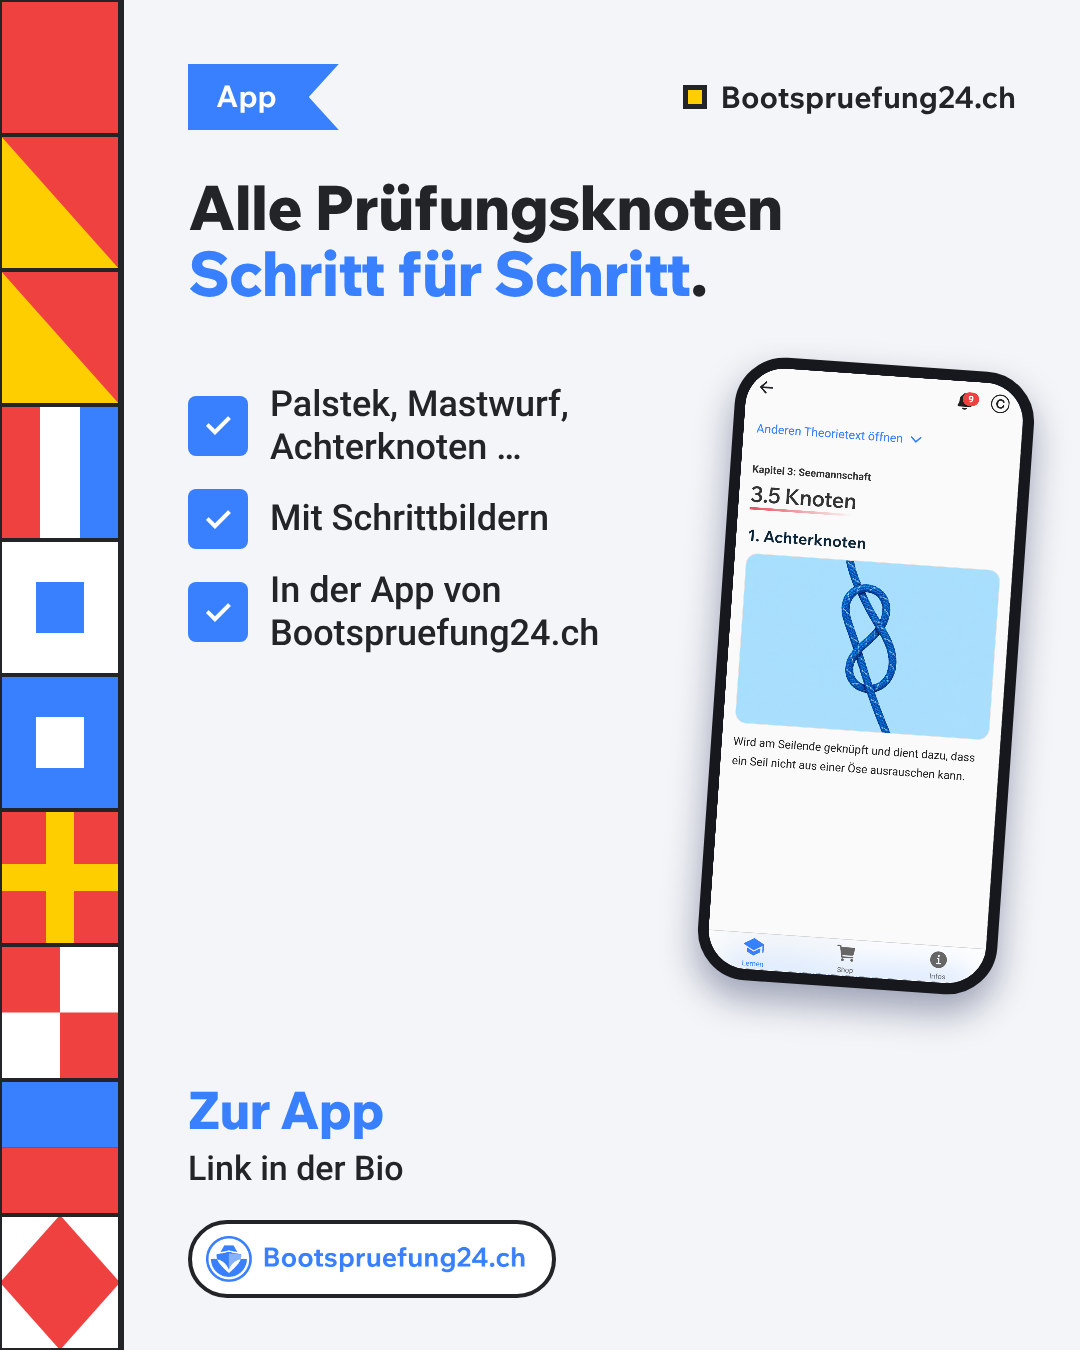 App
Bootspruefung24.ch
Alle Prüfungsknoten
Schritt für Schritt.
Palstek, Mastwurf,
Achterknoten ...
Mit Schrittbildern
In der App von
Bootspruefung24.ch
9
Anderen Theorietext öffnen
Kapitel 3: Seemannschaft
3.5 Knoten
1. Achterknoten
Wird am Seilende geknüpft und dient dazu, dass
ein Seil nicht aus einer Öse ausrauschen kann.
Lernen
Shop
Infos
Zur App
Link in der Bio
Bootspruefung24.ch